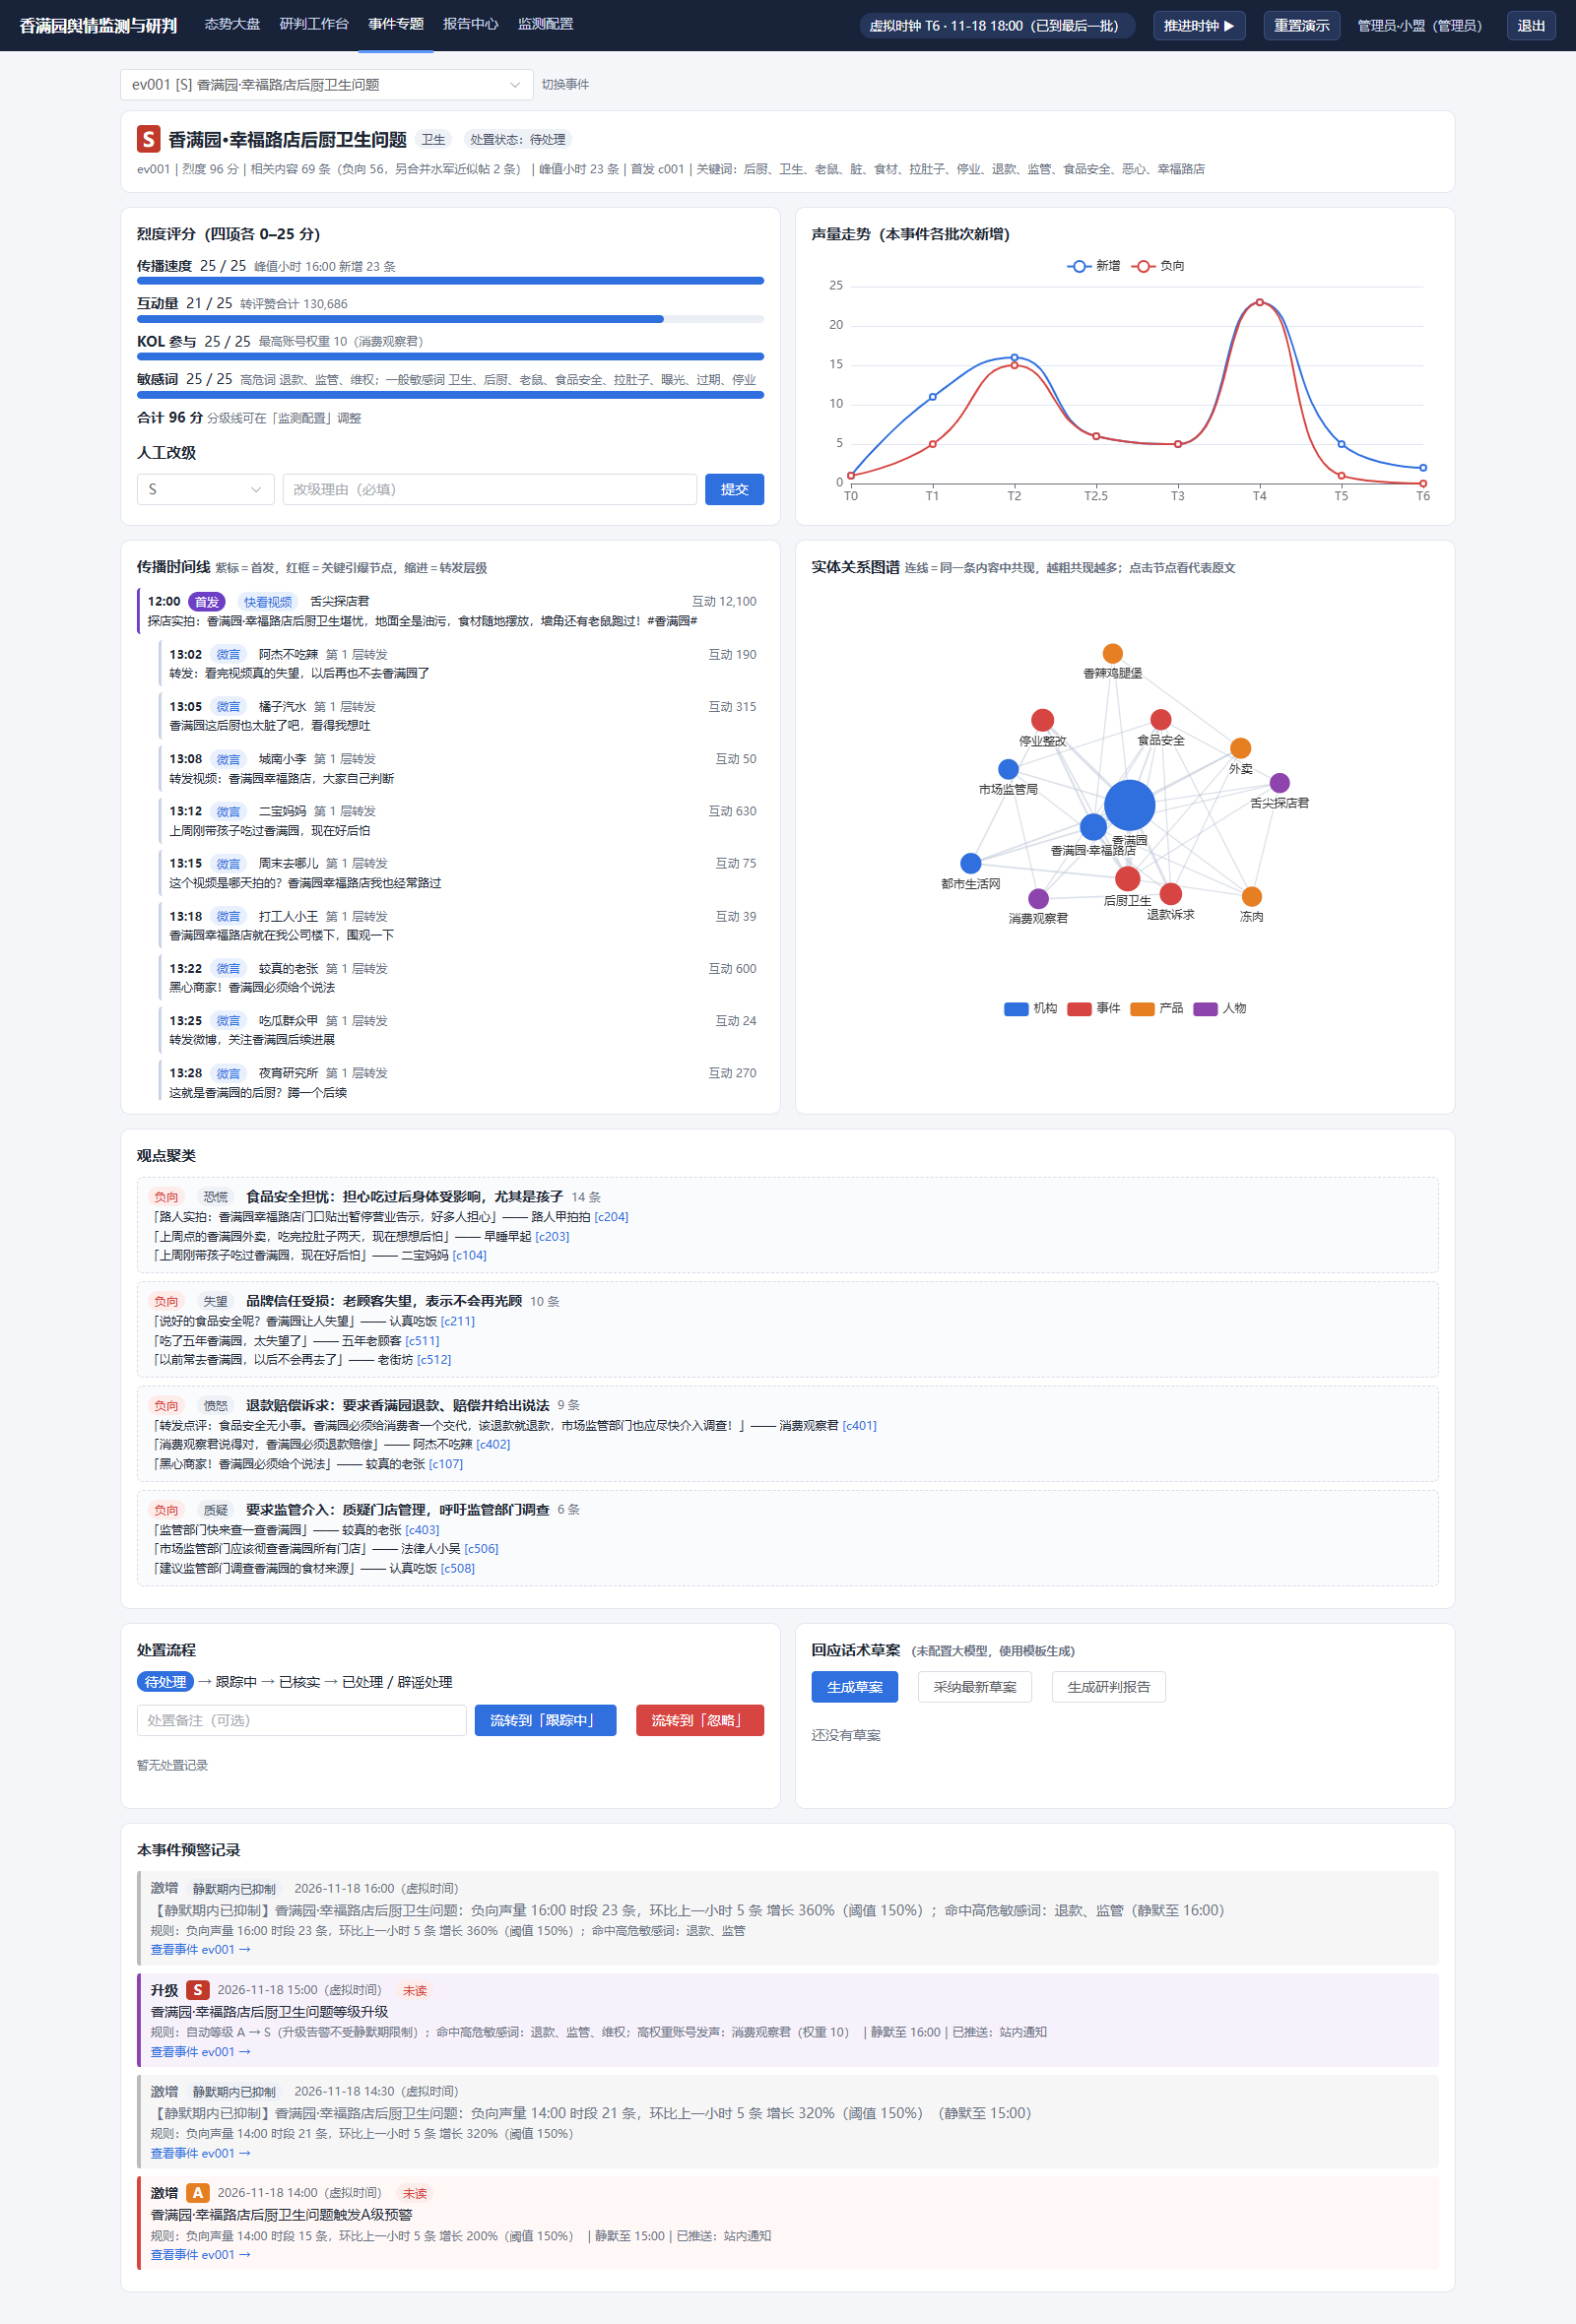 香满园舆情监测与研判
态势大盘
研判工作台
事件专题
报告中心
监测配置
虚拟时钟 T6 · 11-18 18:00（已到最后一批）
推进时钟 ▶
重置演示
管理员·小盟（管理员）
退出
ev001 [S] 香满园·幸福路店后厨卫生问题
切换事件
S 香满园·幸福路店后厨卫生问题 卫生 处置状态：待处理
ev001 | 烈度 96 分 | 相关内容 69 条（负向 56，另合并水军近似帖 2 条） | 峰值小时 23 条 | 首发 c001 | 关键词：后厨、卫生、老鼠、脏、食材、拉肚子、停业、退款、监管、食品安全、恶心、幸福路店
烈度评分（四项各 0–25 分）
传播速度 25 / 25 峰值小时 16:00 新增 23 条
互动量 21 / 25 转评赞合计 130,686
KOL 参与 25 / 25 最高账号权重 10（消费观察君）
敏感词 25 / 25 高危词 退款、监管、维权；一般敏感词 卫生、后厨、老鼠、食品安全、拉肚子、曝光、过期、停业
合计 96 分 分级线可在「监测配置」调整
人工改级
S
改级理由（必填）
提交
声量走势（本事件各批次新增）
新增 负向
25
20
15
10
5
0
T0 T1 T2 T2.5 T3 T4 T5 T6
传播时间线 紫标＝首发，红框＝关键引爆节点，缩进＝转发层级
12:00 首发 快看视频 舌尖探店君 互动 12,100
探店实拍：香满园·幸福路店后厨卫生堪忧，地面全是油污，食材随地摆放，墙角还有老鼠跑过！#香满园#
13:02 微言 阿杰不吃辣 第 1 层转发 互动 190
转发：看完视频真的失望，以后再也不去香满园了
13:05 微言 橘子汽水 第 1 层转发 互动 315
香满园这后厨也太脏了吧，看得我想吐
13:08 微言 城南小李 第 1 层转发 互动 50
转发视频：香满园幸福路店，大家自己判断
13:12 微言 二宝妈妈 第 1 层转发 互动 630
上周刚带孩子吃过香满园，现在好后怕
13:15 微言 周末去哪儿 第 1 层转发 互动 75
这个视频是哪天拍的？香满园幸福路店我也经常路过
13:18 微言 打工人小王 第 1 层转发 互动 39
香满园幸福路店就在我公司楼下，围观一下
13:22 微言 较真的老张 第 1 层转发 互动 600
黑心商家！香满园必须给个说法
13:25 微言 吃瓜群众甲 第 1 层转发 互动 24
转发微博，关注香满园后续进展
13:28 微言 夜宵研究所 第 1 层转发 互动 270
这就是香满园的后厨？蹲一个后续
实体关系图谱 连线＝同一条内容中共现，越粗共现越多；点击节点看代表原文
香辣鸡腿堡
停业整改
食品安全
外卖
市场监管局
舌尖探店君
香满园
香满园·幸福路店
都市生活网
后厨卫生
消费观察君
退款诉求
冻肉
机构 事件 产品 人物
观点聚类
负向 恐慌 食品安全担忧：担心吃过后身体受影响，尤其是孩子 14 条
「路人实拍：香满园幸福路店门口贴出暂停营业告示，好多人担心」—— 路人甲拍拍 [c204]
「上周点的香满园外卖，吃完拉肚子两天，现在想想后怕」—— 早睡早起 [c203]
「上周刚带孩子吃过香满园，现在好后怕」—— 二宝妈妈 [c104]
负向 失望 品牌信任受损：老顾客失望，表示不会再光顾 10 条
「说好的食品安全呢？香满园让人失望」—— 认真吃饭 [c211]
「吃了五年香满园，太失望了」—— 五年老顾客 [c511]
「以前常去香满园，以后不会再去了」—— 老街坊 [c512]
负向 愤怒 退款赔偿诉求：要求香满园退款、赔偿并给出说法 9 条
「转发点评：食品安全无小事。香满园必须给消费者一个交代，该退款就退款，市场监管部门也应尽快介入调查！」—— 消费观察君 [c401]
「消费观察君说得对，香满园必须退款赔偿」—— 阿杰不吃辣 [c402]
「黑心商家！香满园必须给个说法」—— 较真的老张 [c107]
负向 质疑 要求监管介入：质疑门店管理，呼吁监管部门调查 6 条
「监管部门快来查一查香满园」—— 较真的老张 [c403]
「市场监管部门应该彻查香满园所有门店」—— 法律人小吴 [c506]
「建议监管部门调查香满园的食材来源」—— 认真吃饭 [c508]
处置流程
待处理 → 跟踪中 → 已核实 → 已处理 / 辟谣处理
处置备注（可选）
流转到「跟踪中」
流转到「忽略」
暂无处置记录
回应话术草案 （未配置大模型，使用模板生成）
生成草案
采纳最新草案
生成研判报告
还没有草案
本事件预警记录
激增 静默期内已抑制 2026-11-18 16:00（虚拟时间）
【静默期内已抑制】香满园·幸福路店后厨卫生问题：负向声量 16:00 时段 23 条，环比上一小时 5 条 增长 360%（阈值 150%）；命中高危敏感词：退款、监管（静默至 16:00）
规则：负向声量 16:00 时段 23 条，环比上一小时 5 条 增长 360%（阈值 150%）；命中高危敏感词：退款、监管
查看事件 ev001 →
升级 S 2026-11-18 15:00（虚拟时间） 未读
香满园·幸福路店后厨卫生问题等级升级
规则：自动等级 A → S（升级告警不受静默期限制）；命中高危敏感词：退款、监管、维权；高权重账号发声：消费观察君（权重 10） | 静默至 16:00 | 已推送：站内通知
查看事件 ev001 →
激增 静默期内已抑制 2026-11-18 14:30（虚拟时间）
【静默期内已抑制】香满园·幸福路店后厨卫生问题：负向声量 14:00 时段 21 条，环比上一小时 5 条 增长 320%（阈值 150%）（静默至 15:00）
规则：负向声量 14:00 时段 21 条，环比上一小时 5 条 增长 320%（阈值 150%）
查看事件 ev001 →
激增 A 2026-11-18 14:00（虚拟时间） 未读
香满园·幸福路店后厨卫生问题触发A级预警
规则：负向声量 14:00 时段 15 条，环比上一小时 5 条 增长 200%（阈值 150%） | 静默至 15:00 | 已推送：站内通知
查看事件 ev001 →